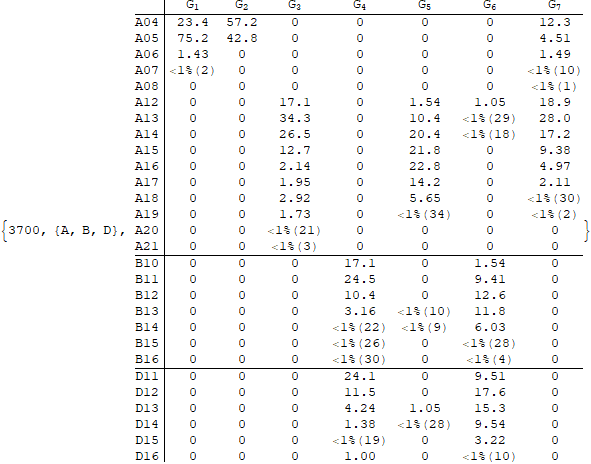 G₁ G₂ G₃ G₄ G₅ G₆ G₇
A04 23.4 57.2 0 0 0 0 12.3
A05 75.2 42.8 0 0 0 0 4.51
A06 1.43 0 0 0 0 0 1.49
A07 <1%(2) 0 0 0 0 0 <1%(10)
A08 0 0 0 0 0 0 <1%(1)
A12 0 0 17.1 0 1.54 1.05 18.9
A13 0 0 34.3 0 10.4 <1%(29) 28.0
A14 0 0 26.5 0 20.4 <1%(18) 17.2
A15 0 0 12.7 0 21.8 0 9.38
A16 0 0 2.14 0 22.8 0 4.97
A17 0 0 1.95 0 14.2 0 2.11
A18 0 0 2.92 0 5.65 0 <1%(30)
A19 0 0 1.73 0 <1%(34) 0 <1%(2)
{3700, {A, B, D}, A20 0 0 <1%(21) 0 0 0 0 }
A21 0 0 <1%(3) 0 0 0 0
B10 0 0 0 17.1 0 1.54 0
B11 0 0 0 24.5 0 9.41 0
B12 0 0 0 10.4 0 12.6 0
B13 0 0 0 3.16 <1%(10) 11.8 0
B14 0 0 0 <1%(22) <1%(9) 6.03 0
B15 0 0 0 <1%(26) 0 <1%(28) 0
B16 0 0 0 <1%(30) 0 <1%(4) 0
D11 0 0 0 24.1 0 9.51 0
D12 0 0 0 11.5 0 17.6 0
D13 0 0 0 4.24 1.05 15.3 0
D14 0 0 0 1.38 <1%(28) 9.54 0
D15 0 0 0 <1%(19) 0 3.22 0
D16 0 0 0 1.00 0 <1%(10) 0